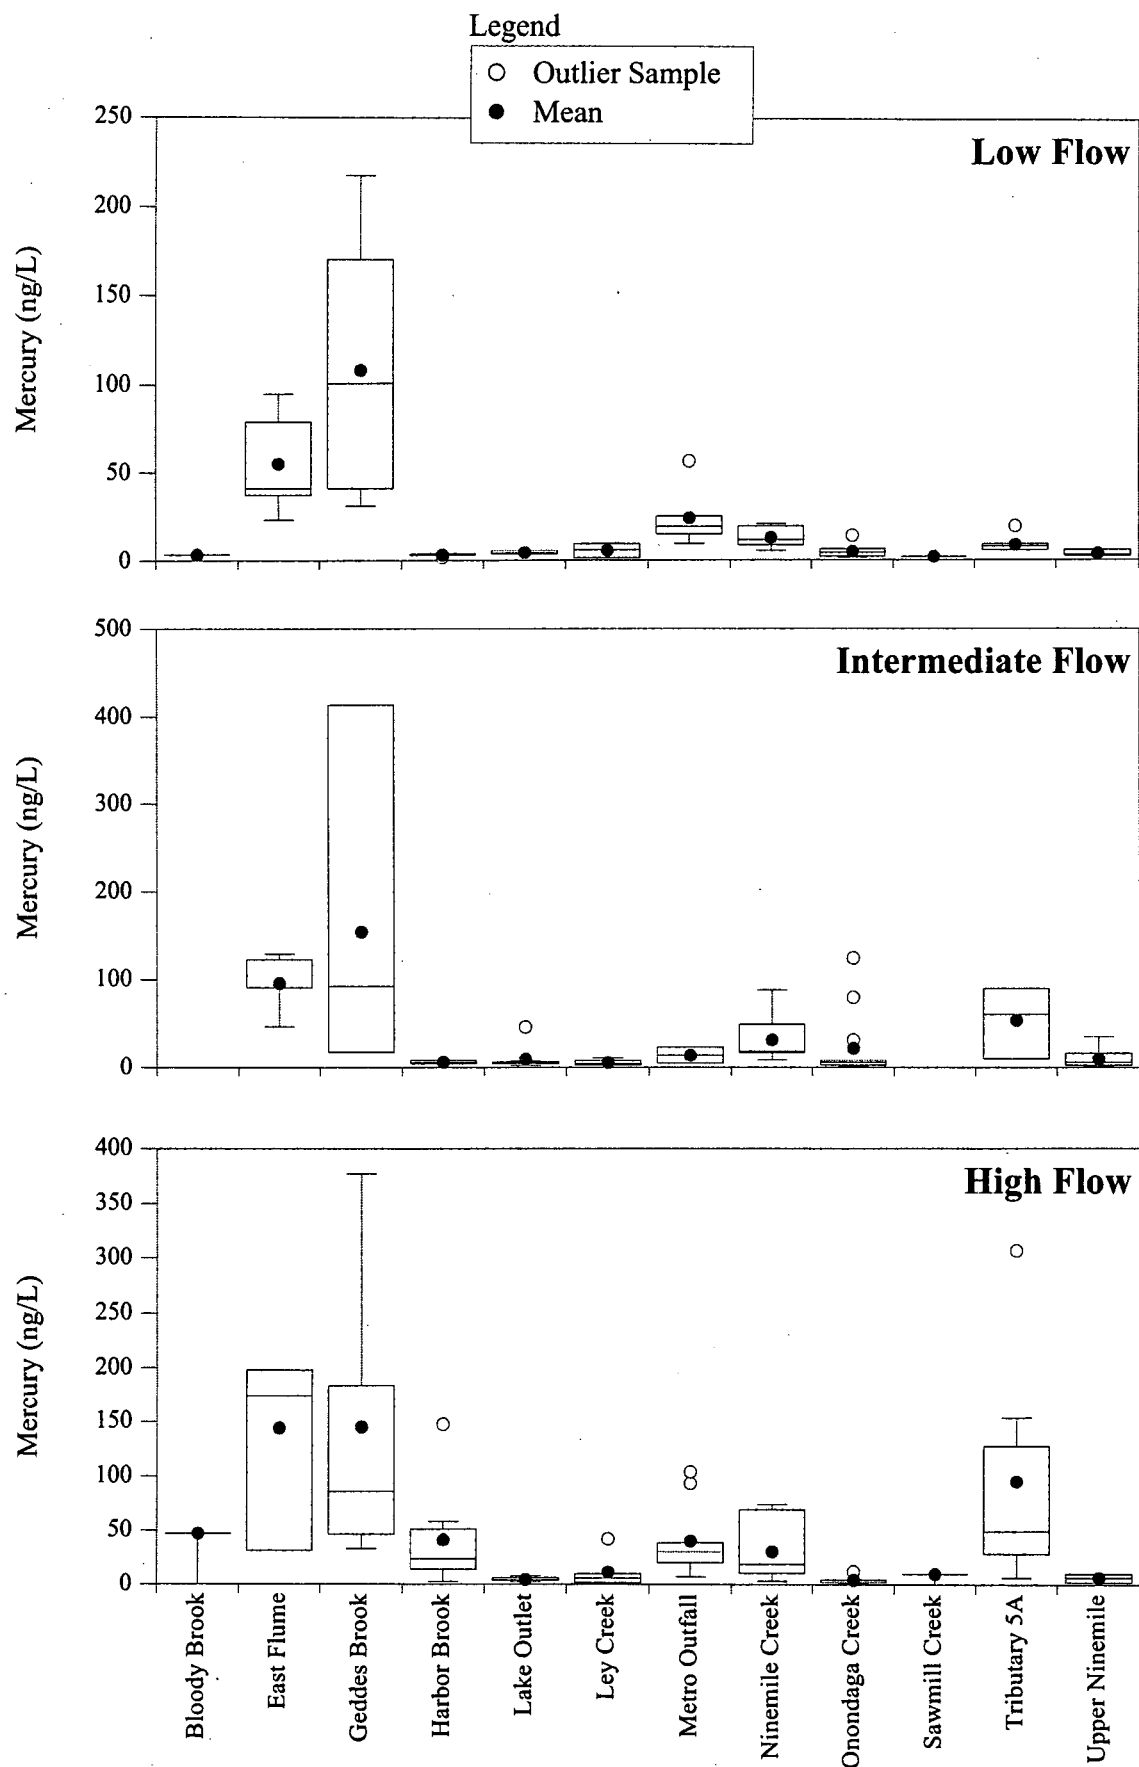 Legend
Outlier Sample
Mean
Low Flow
Mercury (ng/L)
250
200
150
100
50
0
Intermediate Flow
Mercury (ng/L)
500
400
300
200
100
0
High Flow
Mercury (ng/L)
400
350
300
250
200
150
100
50
0
Bloody Brook
East Flume
Geddes Brook
Harbor Brook
Lake Outlet
Ley Creek
Metro Outfall
Ninemile Creek
Onondaga Creek
Sawmill Creek
Tributary 5A
Upper Ninemile